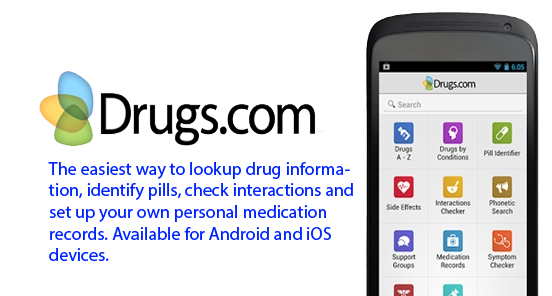 Drugs.com
The easiest way to lookup drug informa-
tion, identify pills, check interactions and
set up your own personal medication
records. Available for Android and iOS
devices.
6:05
Drugs.com
Search
Drugs
A - Z
Drugs by
Conditions
Pill Identifier
Side Effects
Interactions
Checker
Phonetic
Search
Support
Groups
Medication
Records
Symptom
Checker